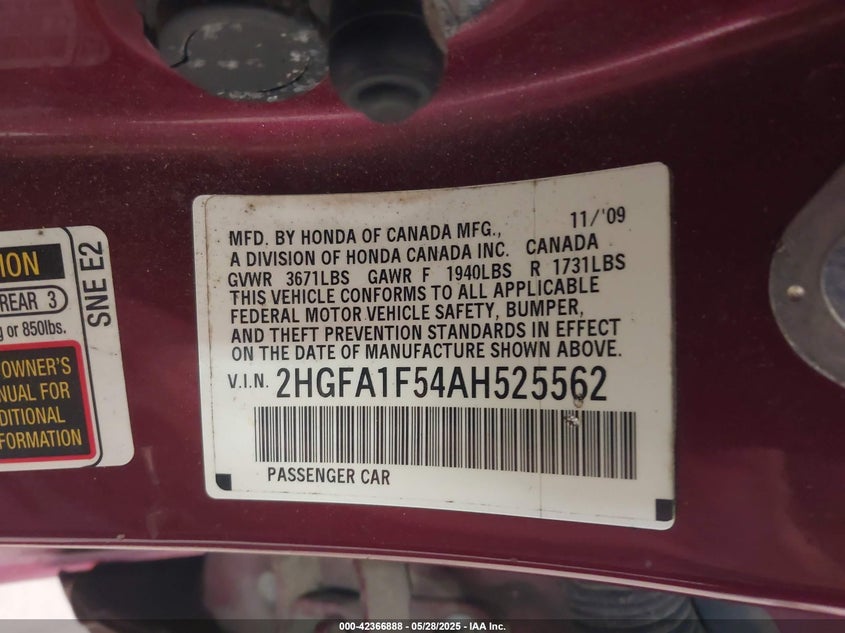 ION
REAR 3
g or 850lbs.
SNE E2
OWNER'S
NUAL FOR
DITIONAL
FORMATION
11/'09
MFD. BY HONDA OF CANADA MFG.,
A DIVISION OF HONDA CANADA INC. CANADA
GVWR 3671LBS GAWR F 1940LBS R 1731LBS
THIS VEHICLE CONFORMS TO ALL APPLICABLE
FEDERAL MOTOR VEHICLE SAFETY, BUMPER,
AND THEFT PREVENTION STANDARDS IN EFFECT
ON THE DATE OF MANUFACTURE SHOWN ABOVE.
V.I.N. 2HGFA1F54AH525562
PASSENGER CAR
000-42366888 - 05/28/2025 - IAA Inc.